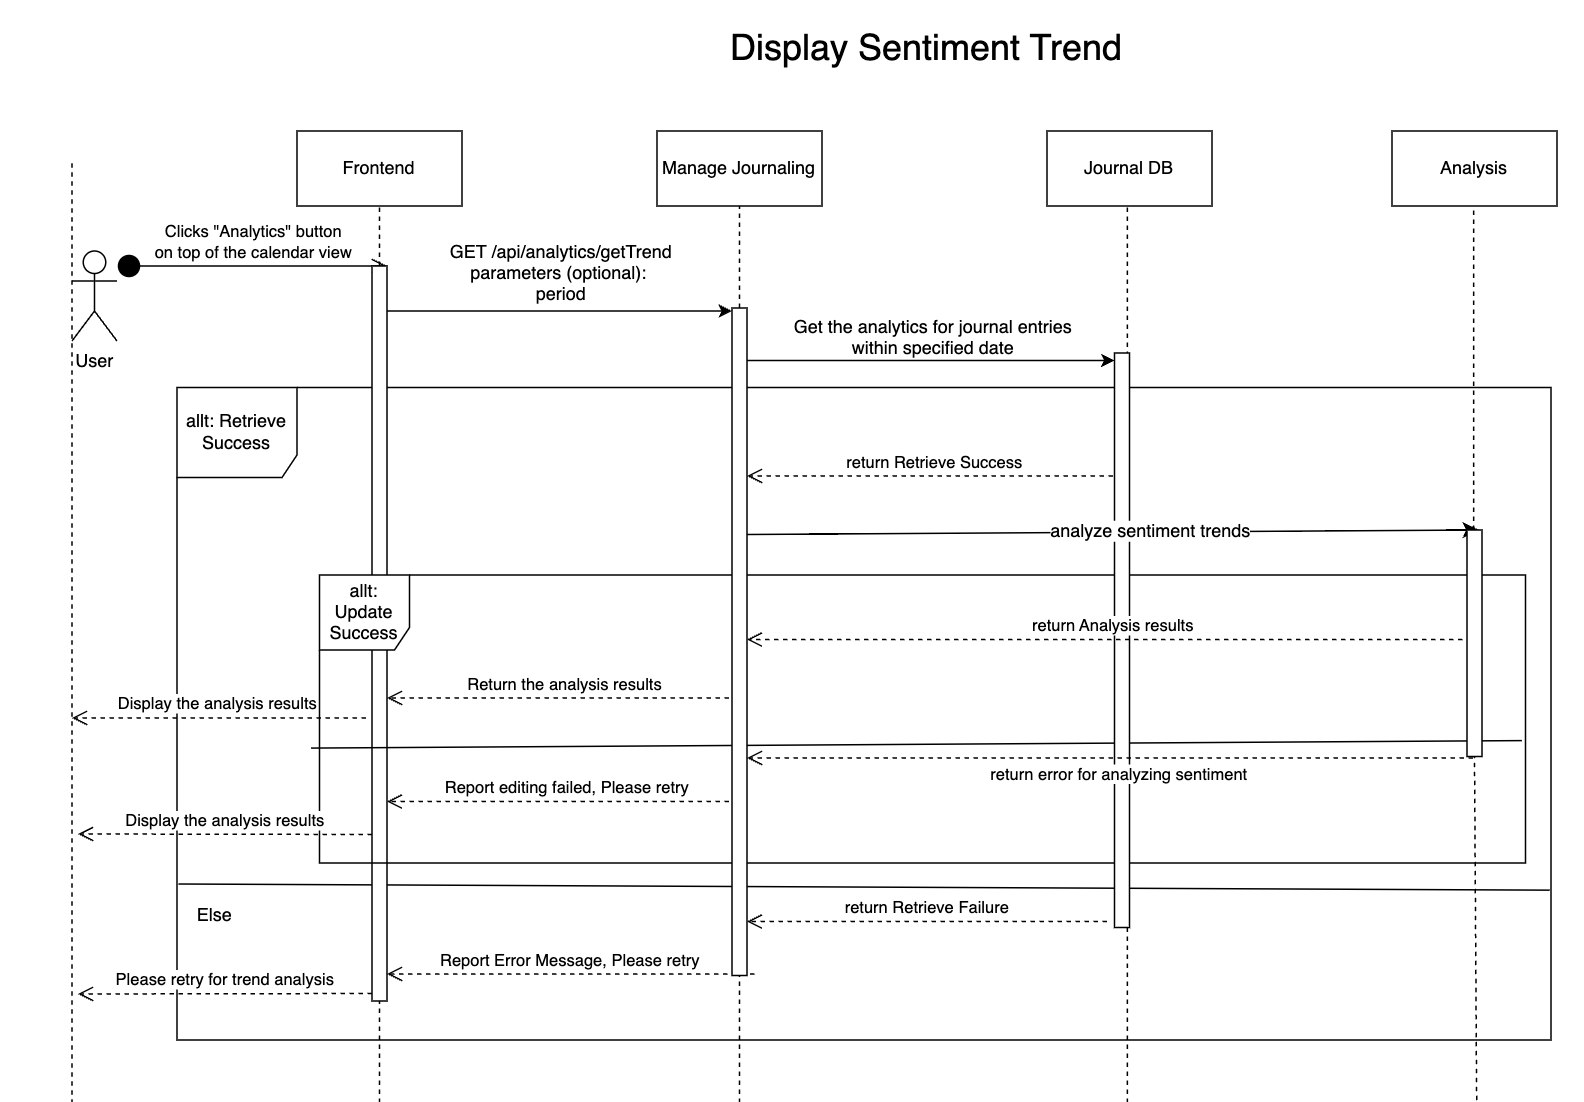 Display Sentiment Trend
Frontend
Manage Journaling
Journal DB
Analysis
Clicks "Analytics" button
on top of the calendar view
GET /api/analytics/getTrend
parameters (optional):
period
User
Get the analytics for journal entries
within specified date
allt: Retrieve
Success
return Retrieve Success
analyze sentiment trends
allt:
Update
Success
return Analysis results
Return the analysis results
Display the analysis results
return error for analyzing sentiment
Report editing failed, Please retry
Display the analysis results
Else
return Retrieve Failure
Report Error Message, Please retry
Please retry for trend analysis